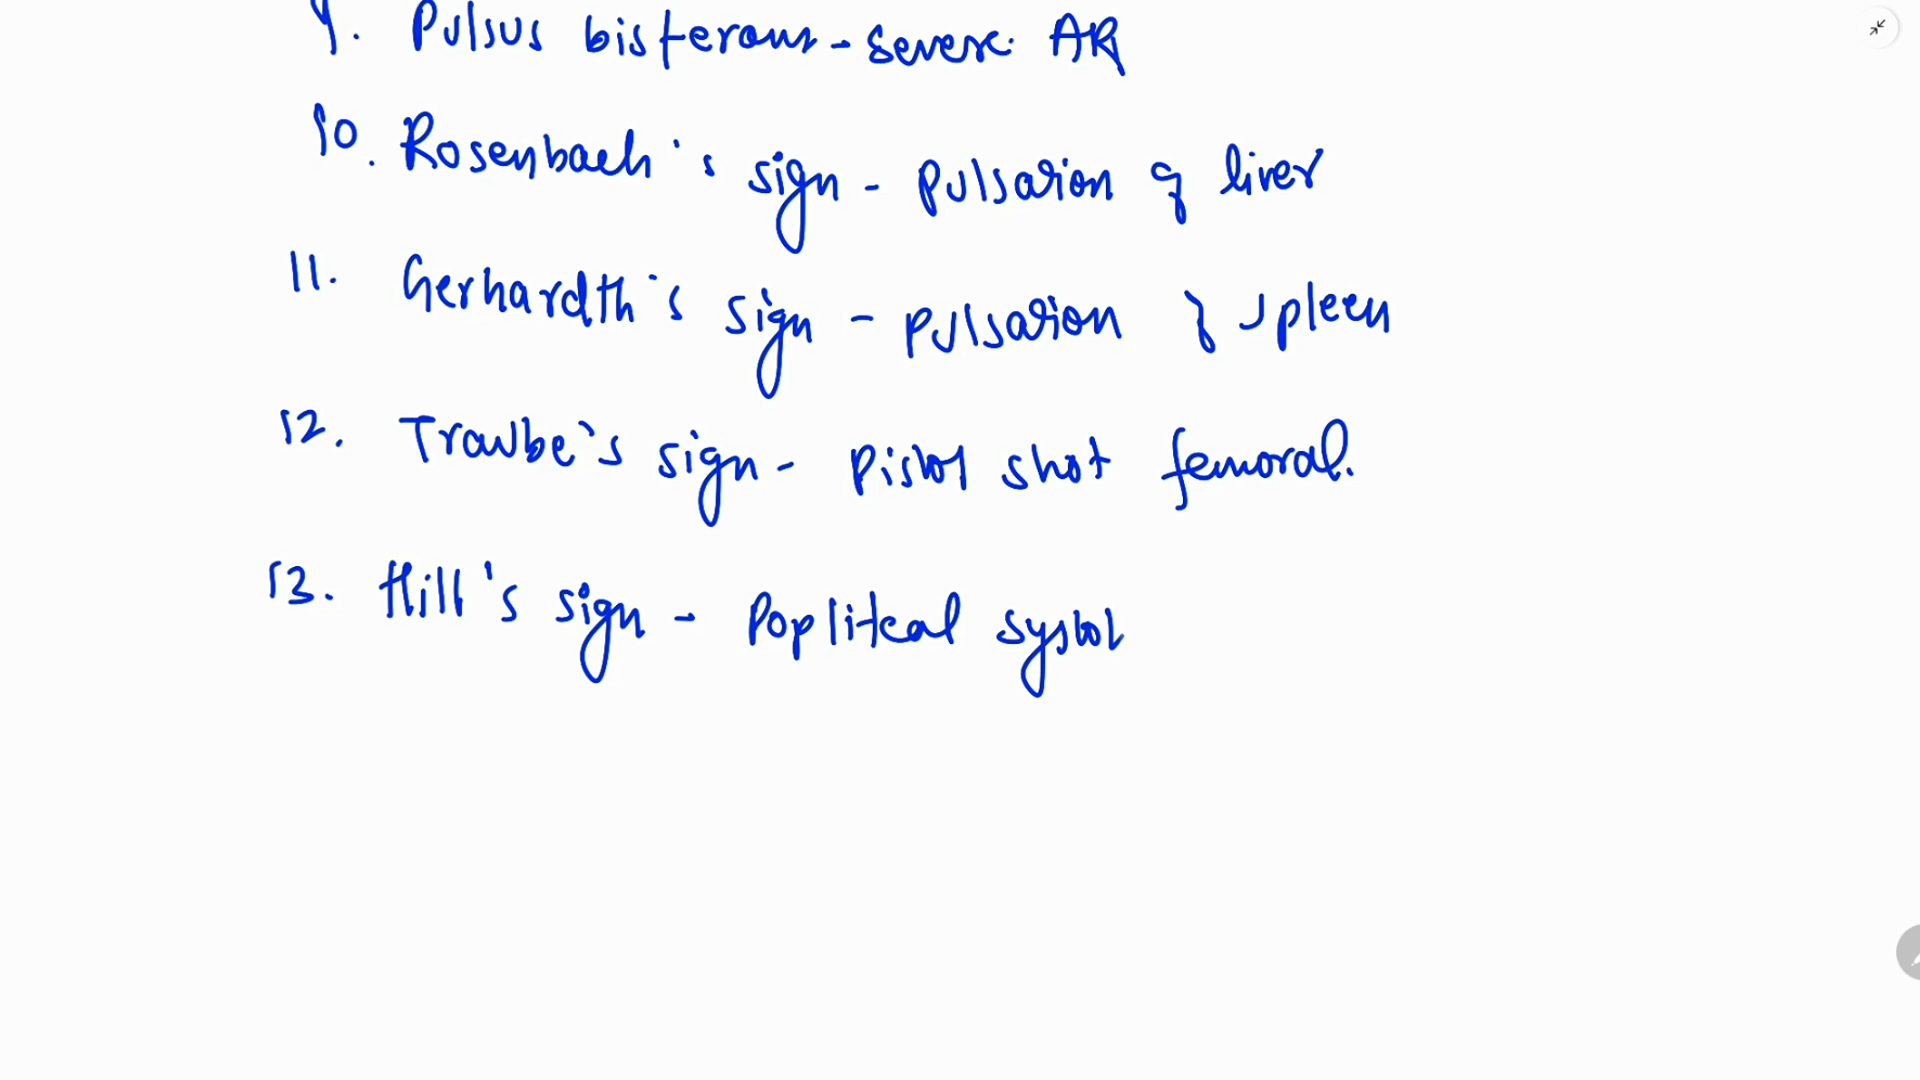 9. Pulsus bisferans - severe AR
10. Rosenbach's sign - pulsation of liver
11. Gerhardth's sign - pulsation of spleen
12. Traube's sign - Pistol shot femoral.
13. Hill's sign - Popliteal systol